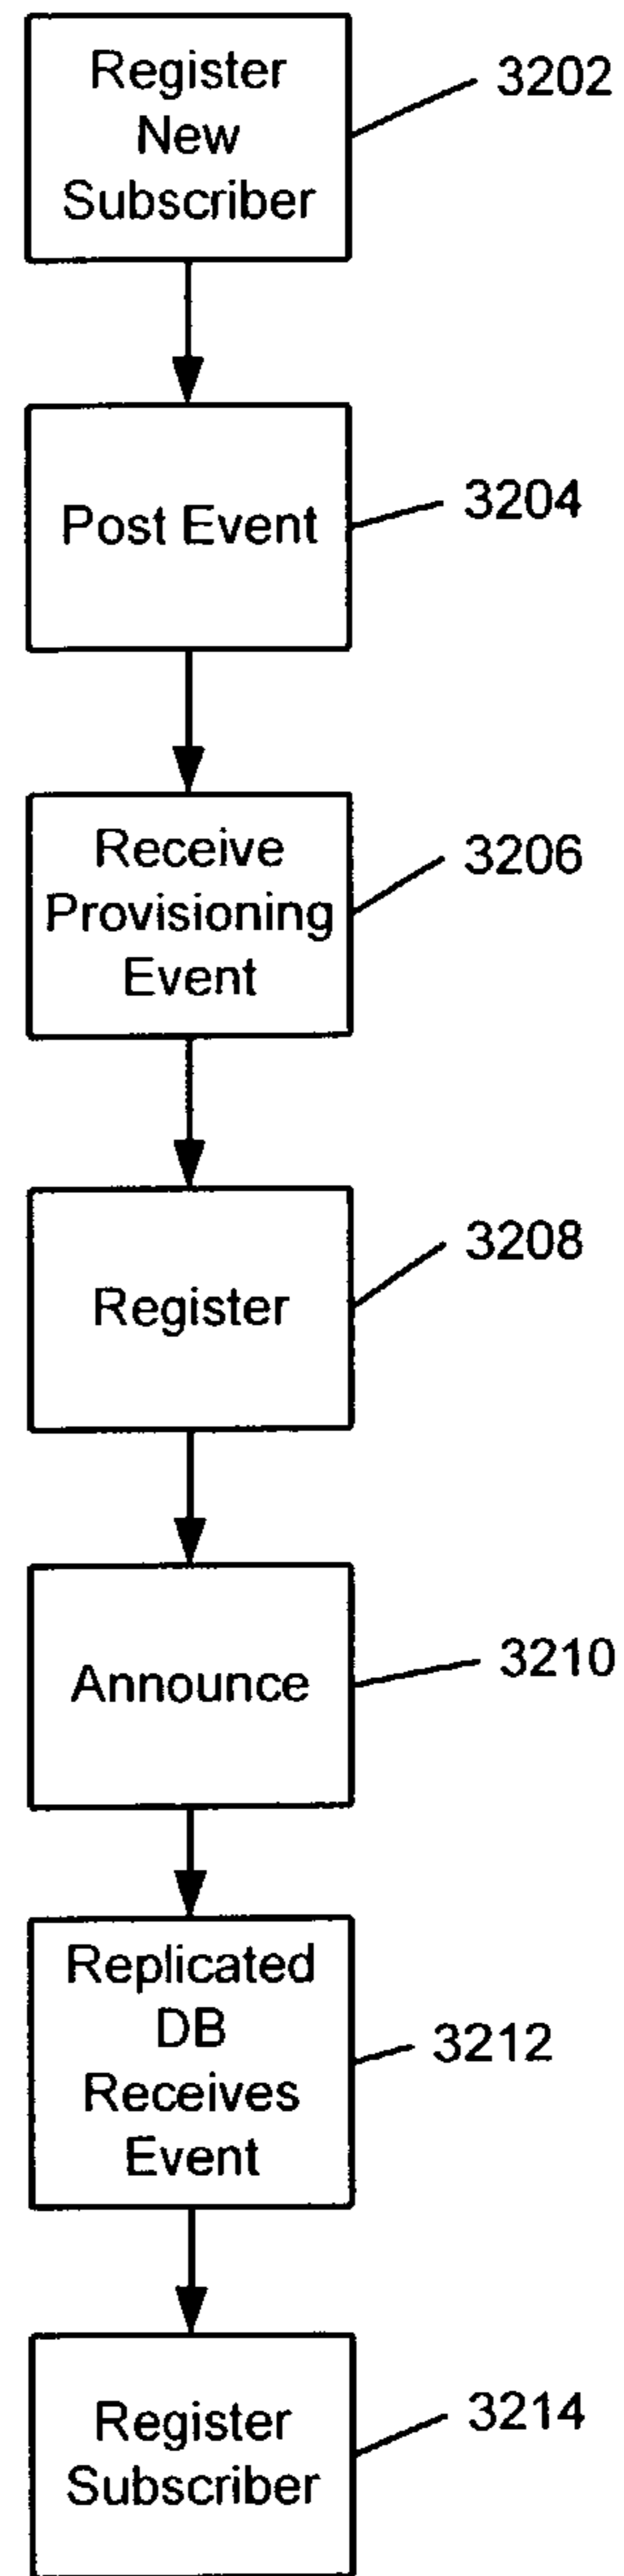 Register
New
Subscriber
3202
Post Event
3204
Receive
Provisioning
Event
3206
Register
3208
Announce
3210
Replicated
DB
Receives
Event
3212
Register
Subscriber
3214